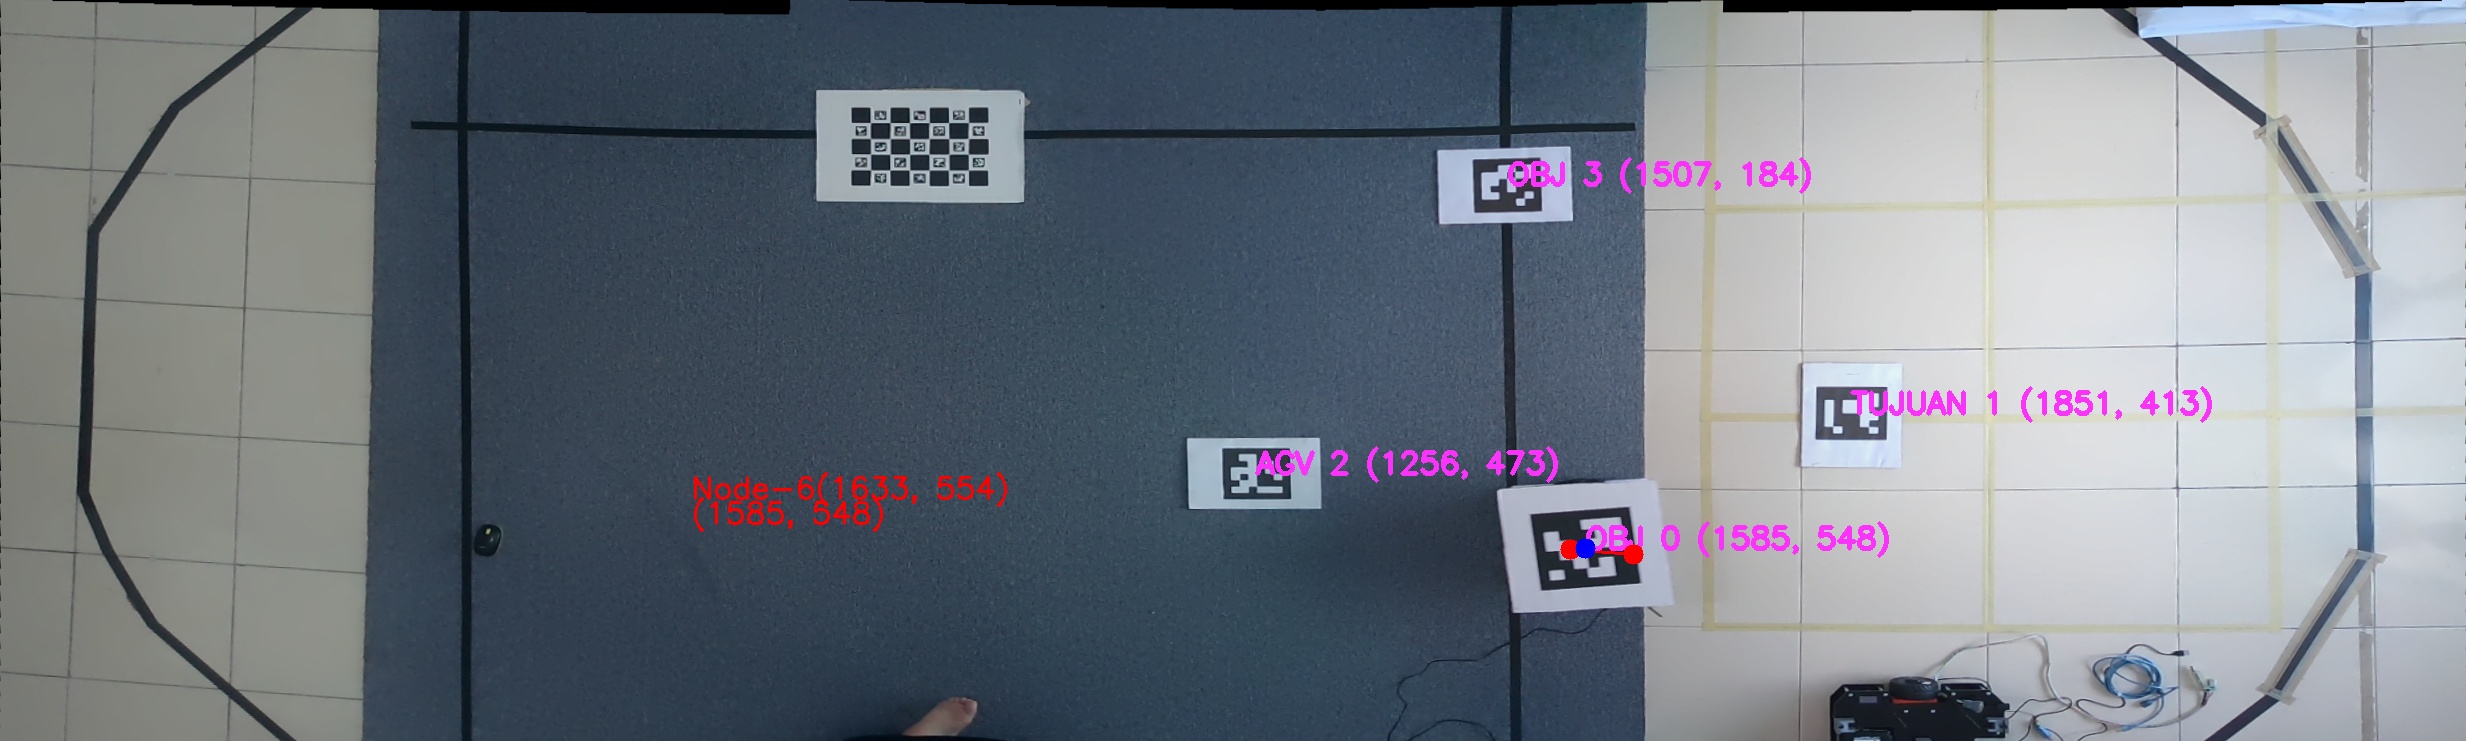 OBJ 3 (1507, 184)
TUJUAN 1 (1851, 413)
AGV 2 (1256, 473)
Node-6(1633, 554)
(1585, 548)
OBJ 0 (1585, 548)